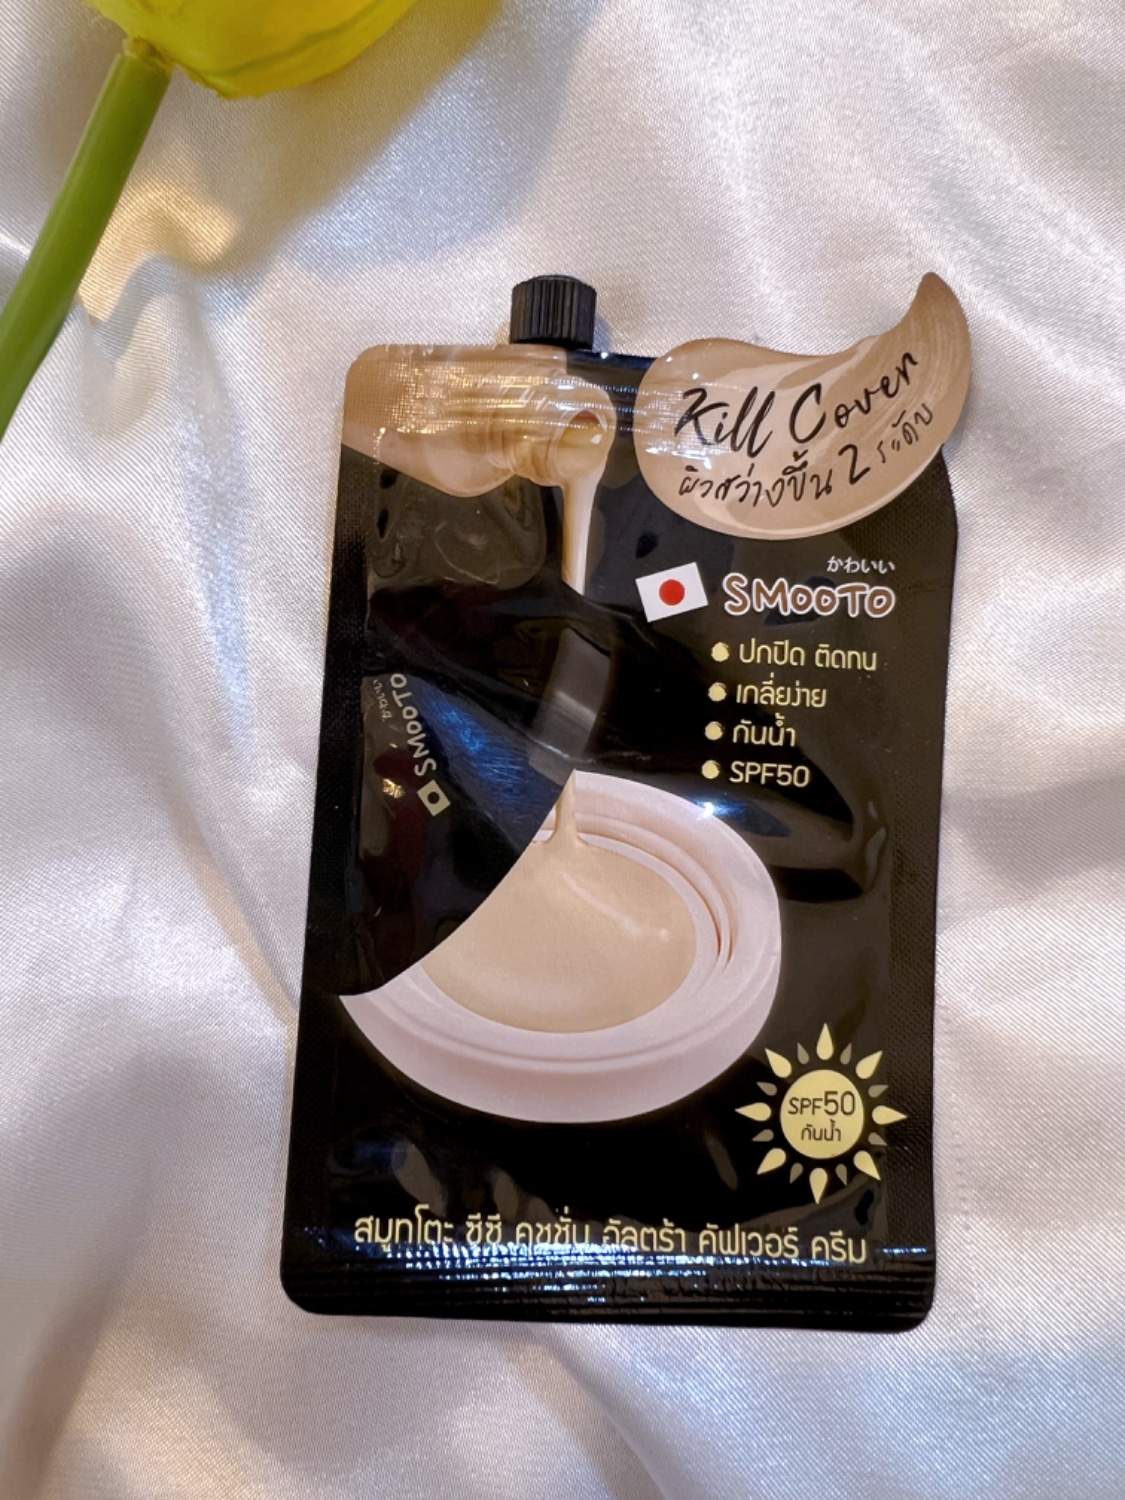 Kill Cover
ผิวสว่างขึ้น 2 ระดับ
かわいい
SMOOTO
ปกปิด ติดทน
เกลี่ยง่าย
กันน้ำ
SPF50
SMOOTO
SPF50
กันน้ำ
สมูทโตะ ซีซี คุชชั่น อัลตร้า คัฟเวอร์ ครีม